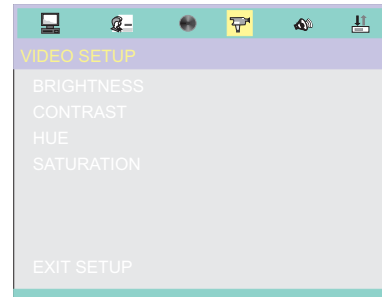 VIDEO SETUP
BRIGHTNESS
CONTRAST
HUE
SATURATION
EXIT SETUP